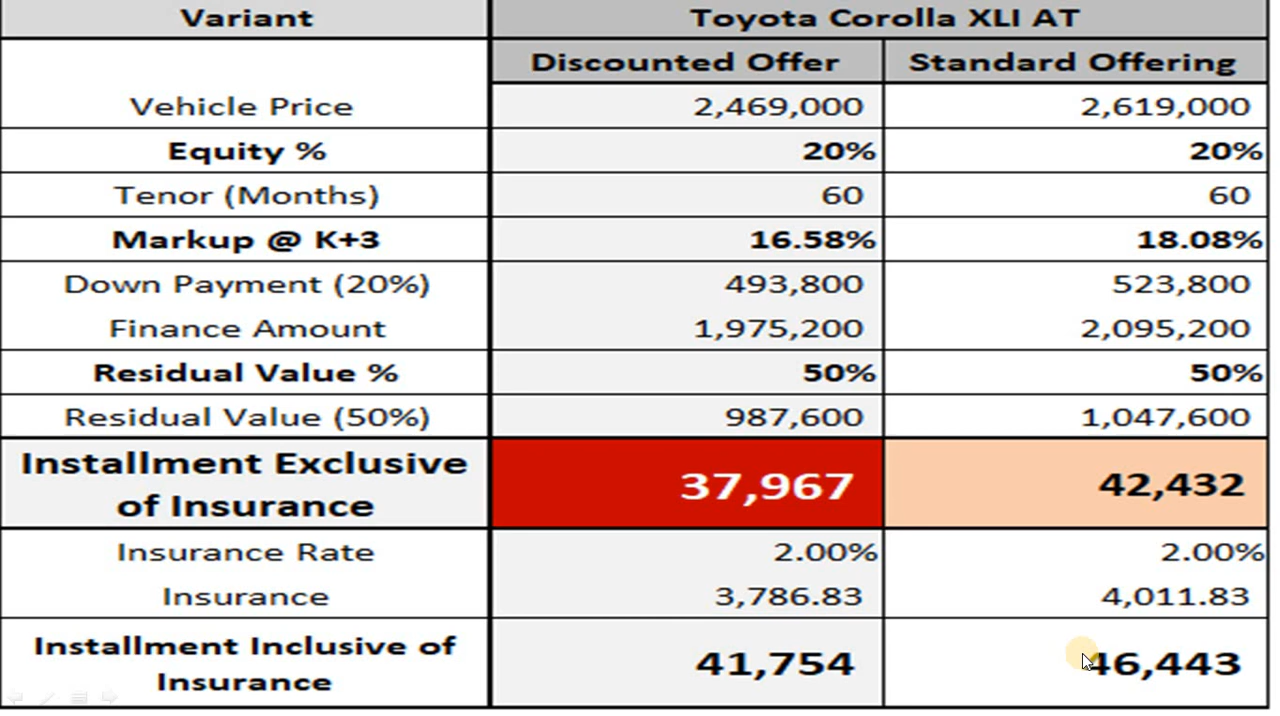 Variant Toyota Corolla XLI AT
Discounted Offer Standard Offering
Vehicle Price 2,469,000 2,619,000
Equity % 20% 20%
Tenor (Months) 60 60
Markup @ K+3 16.58% 18.08%
Down Payment (20%) 493,800 523,800
Finance Amount 1,975,200 2,095,200
Residual Value % 50% 50%
Residual Value (50%) 987,600 1,047,600
Installment Exclusive
of Insurance 37,967 42,432
Insurance Rate 2.00% 2.00%
Insurance 3,786.83 4,011.83
Installment Inclusive of
Insurance 41,754 46,443